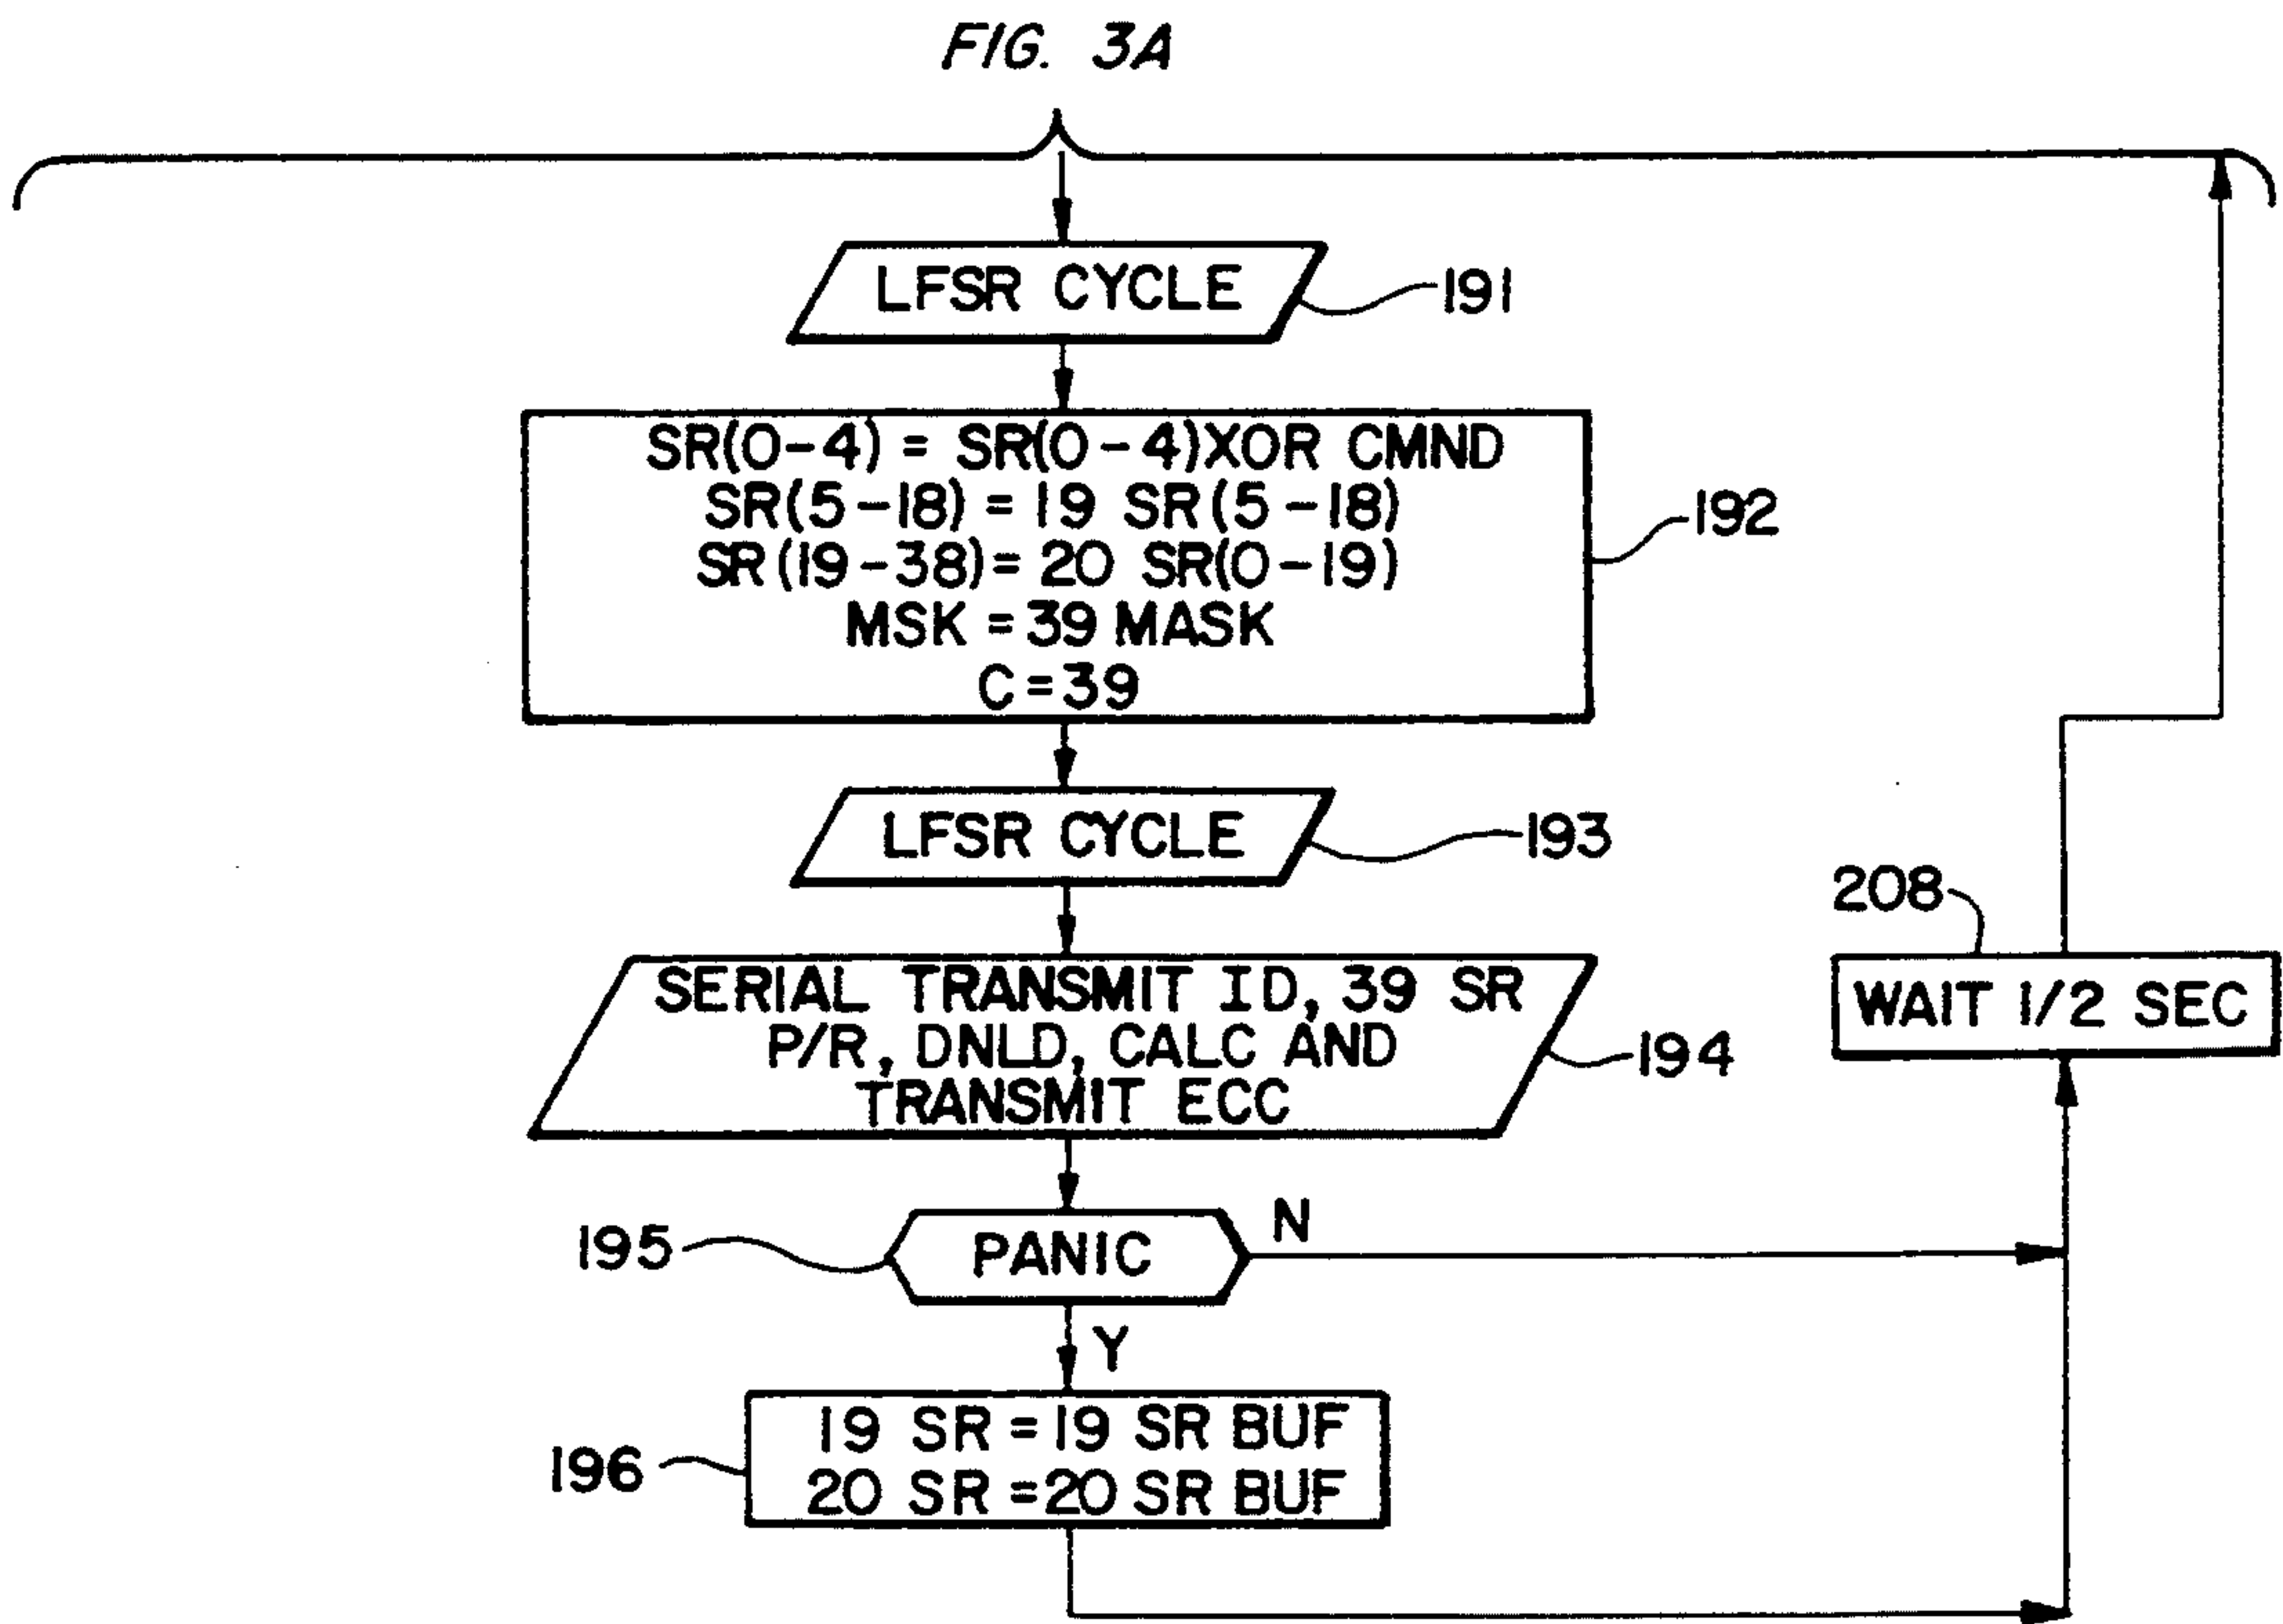 FIG. 3A
LFSR CYCLE
191
SR(0-4) = SR(0-4)XOR CMND
SR(5-18) = 19 SR(5-18)
SR(19-38)= 20 SR(0-19)
MSK = 39 MASK
C=39
192
LFSR CYCLE
193
SERIAL TRANSMIT ID, 39 SR
P/R, DNLD, CALC AND
TRANSMIT ECC
194
208
WAIT 1/2 SEC
195
PANIC
N
Y
19 SR = 19 SR BUF
20 SR = 20 SR BUF
196